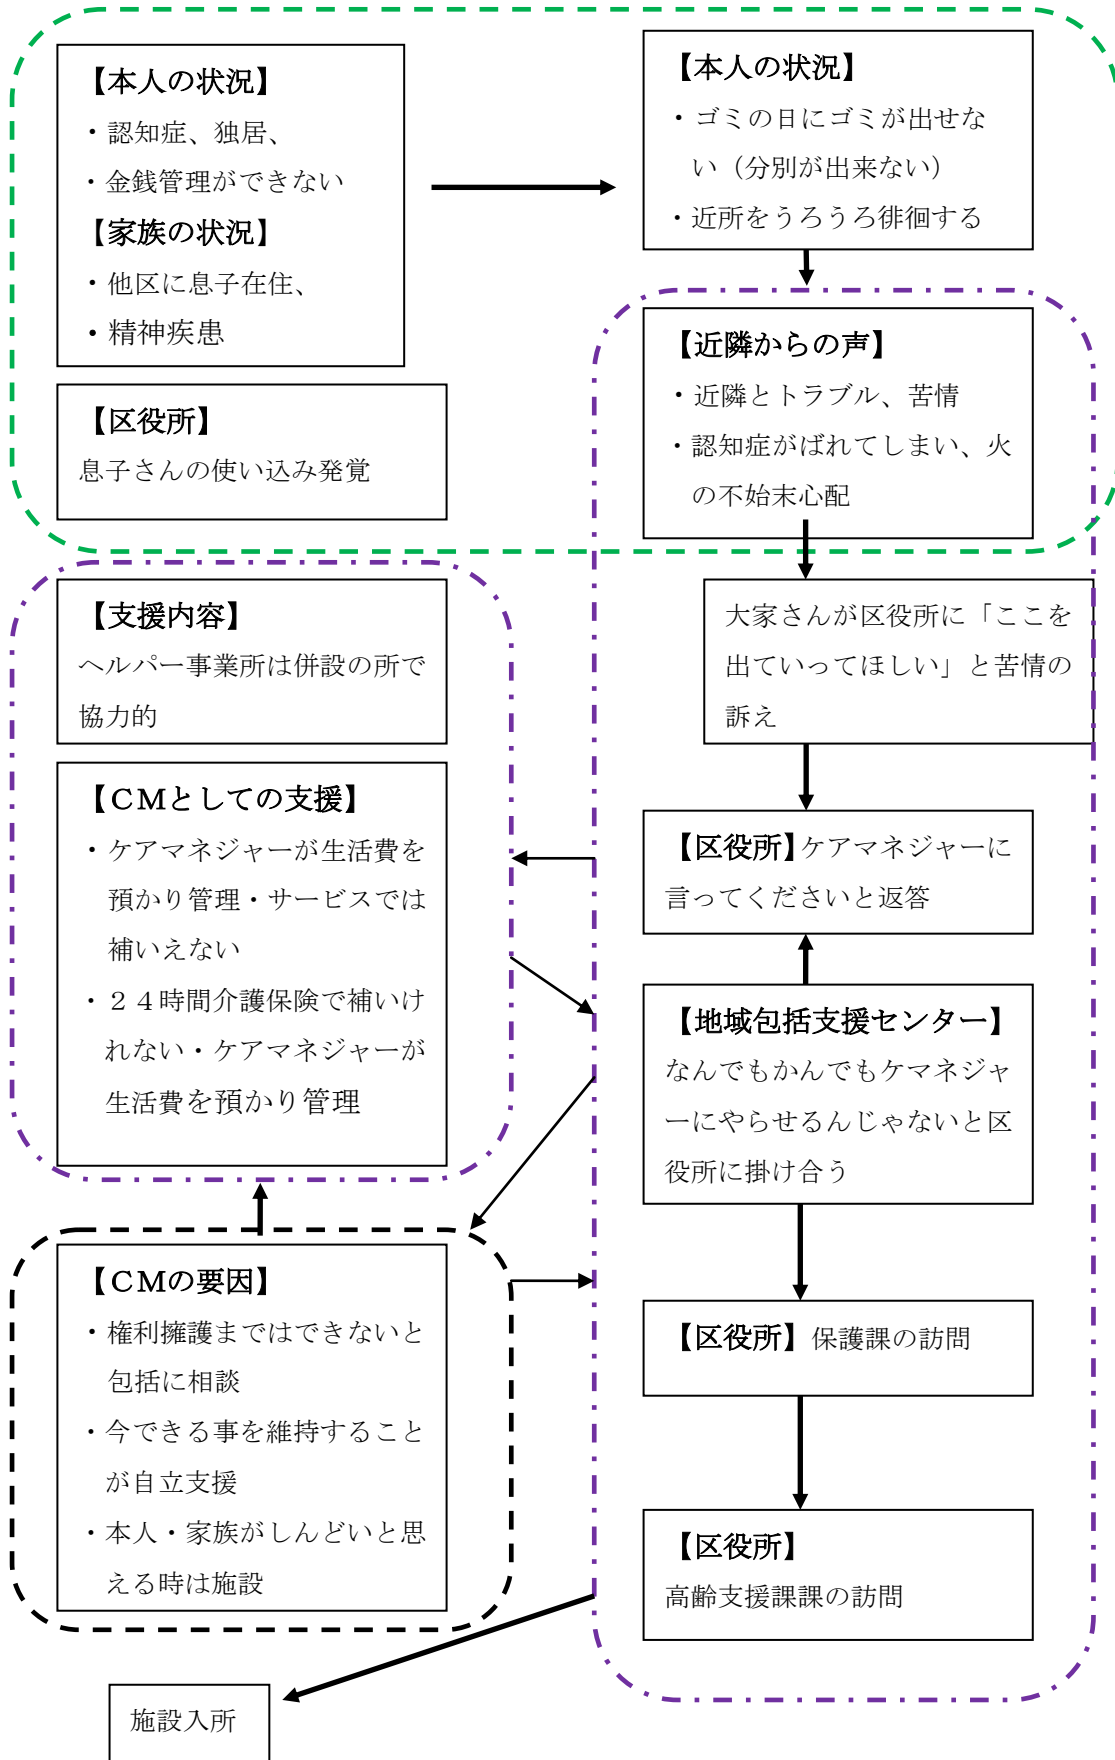 【本人の状況】
・認知症、独居、
・金銭管理ができない
【家族の状況】
・他区に息子在住、
・精神疾患
【区役所】
息子さんの使い込み発覚
【本人の状況】
・ゴミの日にゴミが出せな
い（分別が出来ない）
・近所をうろうろ徘徊する
【近隣からの声】
・近隣とトラブル、苦情
・認知症がばれてしまい、火
の不始末心配
大家さんが区役所に「ここを
出ていってほしい」と苦情の
訴え
【区役所】ケアマネジャーに
言ってくださいと返答
【地域包括支援センター】
なんでもかんでもケマネジャ
ーにやらせるんじゃないと区
役所に掛け合う
【区役所】保護課の訪問
【区役所】
高齢支援課課の訪問
【支援内容】
ヘルパー事業所は併設の所で
協力的
【ＣＭとしての支援】
・ケアマネジャーが生活費を
預かり管理・サービスでは
補いえない
・２４時間介護保険で補いけ
れない・ケアマネジャーが
生活費を預かり管理
【ＣＭの要因】
・権利擁護まではできないと
包括に相談
・今できる事を維持すること
が自立支援
・本人・家族がしんどいと思
える時は施設
施設入所